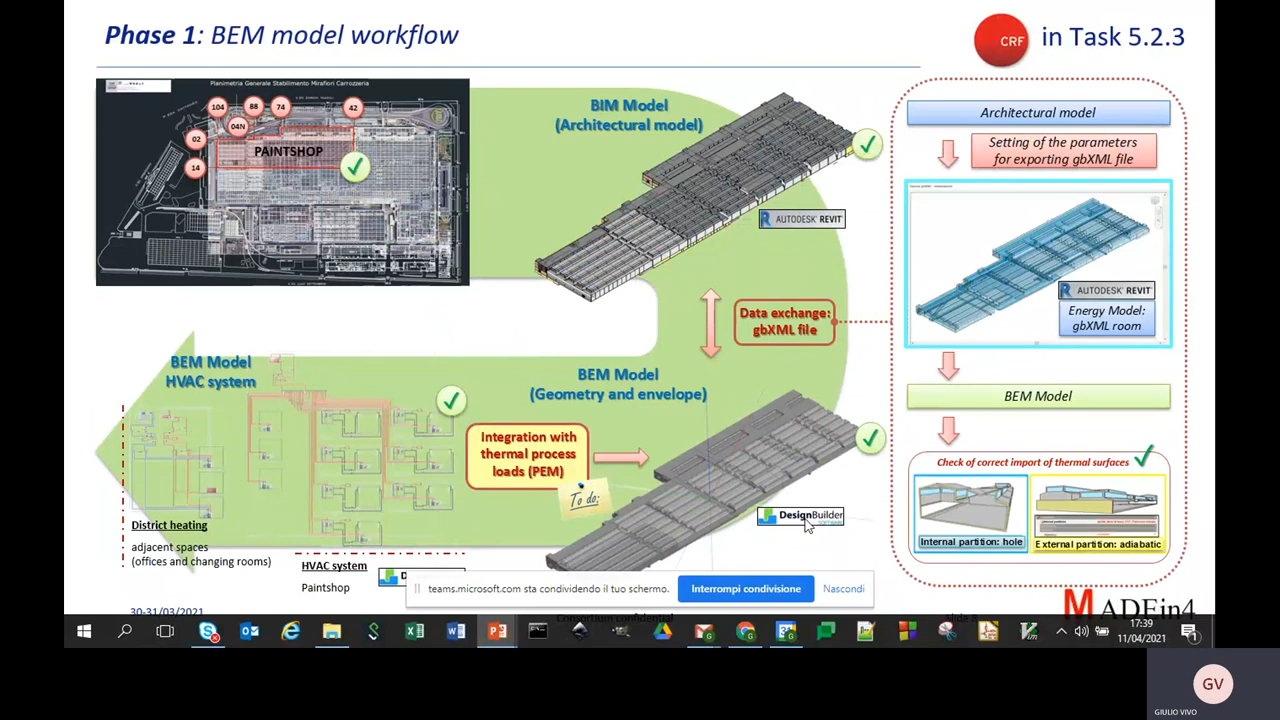 Phase 1: BEM model workflow
CRF
in Task 5.2.3
Planimetria Generale Stabilimento Mirafiori Carrozzeria
104
88
74
42
04N
02
14
PAINTSHOP
BIM Model
(Architectural model)
AUTODESK REVIT
Data exchange:
gbXML file
BEM Model
HVAC system
BEM Model
(Geometry and envelope)
Integration with
thermal process
loads (PEM)
To do:
DesignBuilder
SOFTWARE
District heating
adjacent spaces
(offices and changing rooms)
HVAC system
Paintshop
Architectural model
Setting of the parameters
for exporting gbXML file
AUTODESK REVIT
Energy Model:
gbXML room
BEM Model
Check of correct import of thermal surfaces
Internal partition: hole
External partition: adiabatic
teams.microsoft.com sta condividendo il tuo schermo.
Interrompi condivisione
Nascondi
30-31/03/2021
Consortium confidential
MADEin4
17:39
11/04/2021
GV
GIULIO VIVO